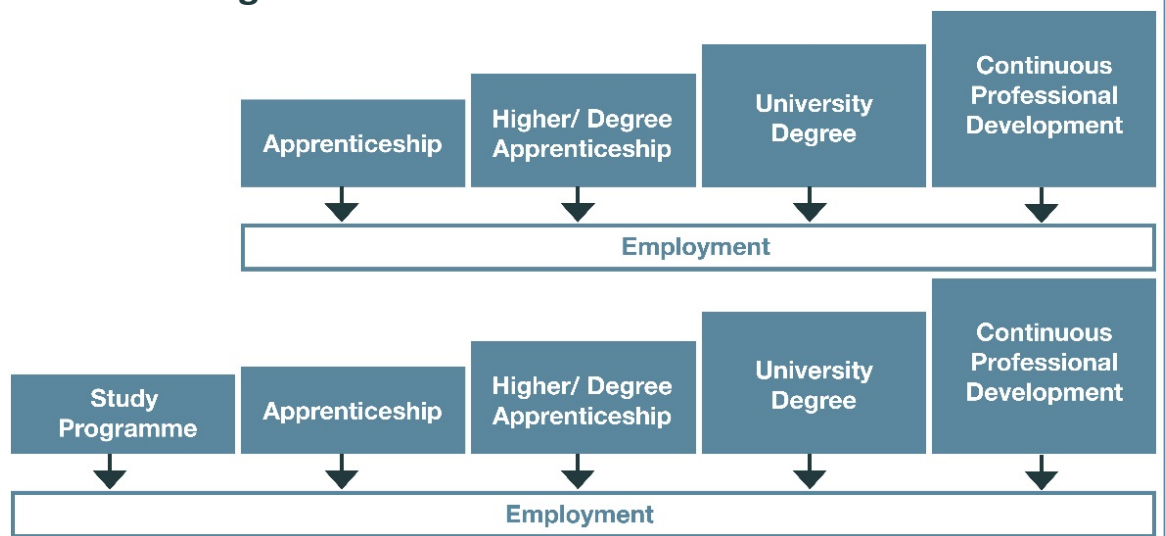 Apprenticeship
Higher/ Degree
Apprenticeship
University
Degree
Continuous
Professional
Development
Employment
Study
Programme
Apprenticeship
Higher/ Degree
Apprenticeship
University
Degree
Continuous
Professional
Development
Employment